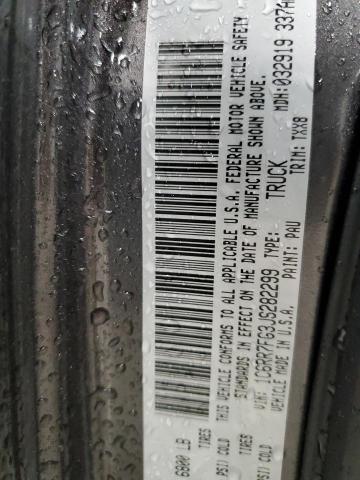 6800 LB TIRES
PSI/ COLD TIRES
PSI/ COLD
THIS VEHICLE CONFORMS TO ALL APPLICABLE U.S.A. FEDERAL MOTOR VEHICLE SAFETY
STANDARDS IN EFFECT ON THE DATE OF MANUFACTURE SHOWN ABOVE.
VIN: 1C6RR7FG3JS282299 TYPE: TRUCK MDH: 032919 337A
VEHICLE MADE IN U.S.A. PAINT: PAU TRIM: TXX8